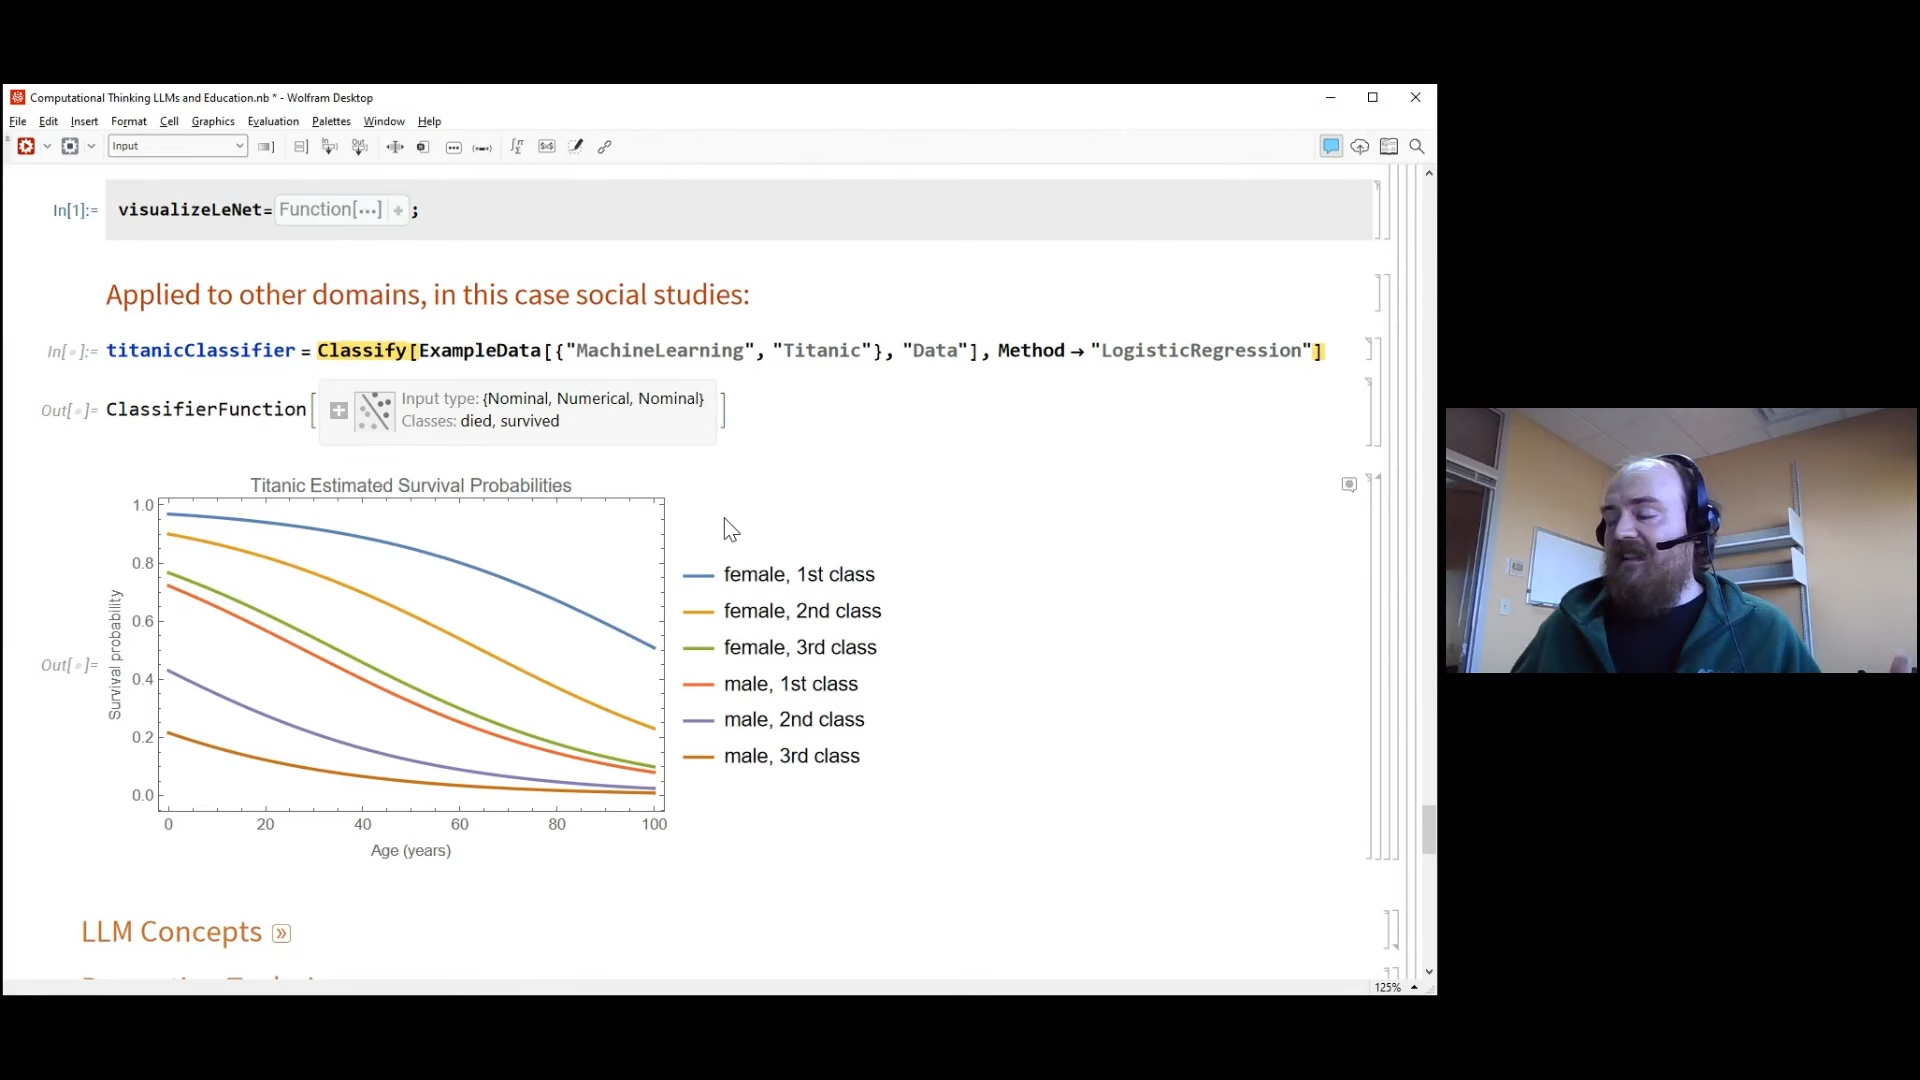 Computational Thinking LLMs and Education.nb * - Wolfram Desktop
File Edit Insert Format Cell Graphics Evaluation Palettes Window Help
Input
In[1]:= visualizeLeNet=Function[...] + ;
Applied to other domains, in this case social studies:
In[∘]:= titanicClassifier = Classify[ExampleData[{"MachineLearning", "Titanic"}, "Data"], Method → "LogisticRegression"]
Out[∘]= ClassifierFunction[ Input type: {Nominal, Numerical, Nominal}
Classes: died, survived ]
Titanic Estimated Survival Probabilities
1.0
0.8
0.6
0.4
0.2
0.0
Survival probability
Out[∘]=
0 20 40 60 80 100
Age (years)
female, 1st class
female, 2nd class
female, 3rd class
male, 1st class
male, 2nd class
male, 3rd class
LLM Concepts »
125%